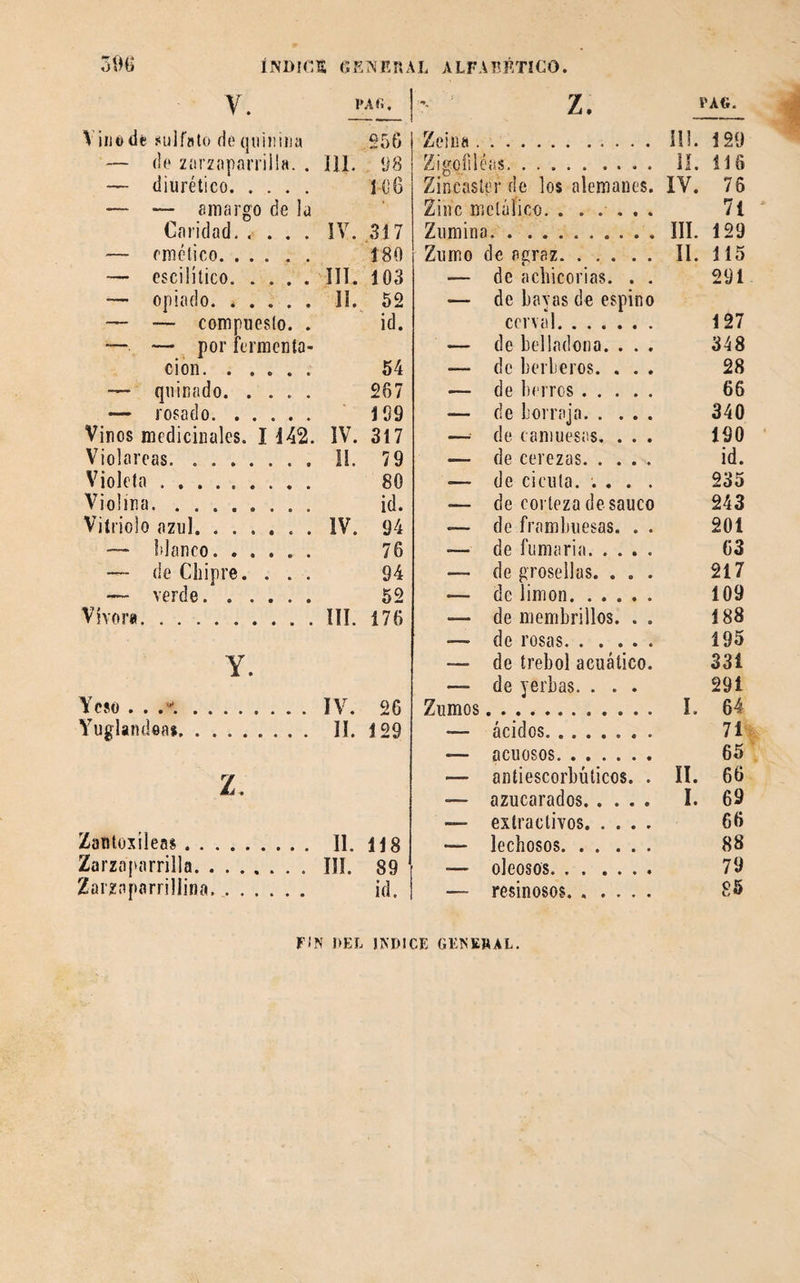 396 ÍNDICE GENERAL ALFABÉTICO.
V. PAG.
Vino de sulfato de quinina 256
— de zarzaparrilla. . III. 98
— diurético. . . . . 106
— — amargo de la
Caridad. . . . . IV. 317
— emético. . . . . . 180
— escilítico. . . . . III. 103
— opiado. . . . . . II. 52
— — compuesto. . id.
— — por fermenta-
cion. . . . . . 54
— quinado. . . . . 267
— rosado. . . . . . 199
Vinos medicinales. I 142. IV. 317
Violareas. . . . . . . . II. 79
Violeta . . . . . . . . . 80
Violina. . . . . . . . . id.
Vitriolo azul. . . . . . . IV. 94
— blanco. . . . . . 76
— de Chipre. . . . 94
— verde. . . . . . 52
Vívora. . . . . . . . . . III. 176
Y.
Yeso . . . . . . . . . . . IV. 26
Yuglandeas. . . . . . . . . II. 129
Z.
Zantoxileas . . . . . . . . . II. 118
Zarzaparrilla. . . . . . . . III. 89
Zarzaparrillina. . . . . . . id.
Z. PAG.
Zeina . . . . . . . . . . . . III. 129
Zigofiléas. . . . . . . . . . II. 116
Zincaster de los alemanes. IV. 76
Zinc metálico. . . . . . . 71
Zumina. . . . . . . . . . . III. 129
Zumo de agraz. . . . . . II. 115
— de achicorias. . . 291
— de bayas de espino
cerval. . . . . . . 127
— de belladona. . . . 348
— de berberos. . . . 28
— de berros . . . . . 66
— de borraja. . . . . 340
— de camuesas. . . . 190
— de cerezas. . . . . id.
— de cicuta. . . . . 235
— de corteza de sauco 243
— de frambuesas. . . 201
— de fumaria. . . . . 63
— de grosellas. . . . 217
— de limon. . . . . . 109
— de membrillos. . . 188
— de rosas. . . . . . 195
— de trebol acuático. 331
— de yerbas. . . . 291
Zumos . . . . . . . . . . . I. 64
— ácidos. . . . . . . . 71
— acuosos. . . . . . . 65
— antiescorbúticos. . II. 66
— azucarados. . . . . I. 69
— extractivos. . . . . 66
— lechosos. . . . . . 88
— oleosos. . . . . . . 79
— resinosos. . . . . . 85
FIN DEL INDICE GENERAL.